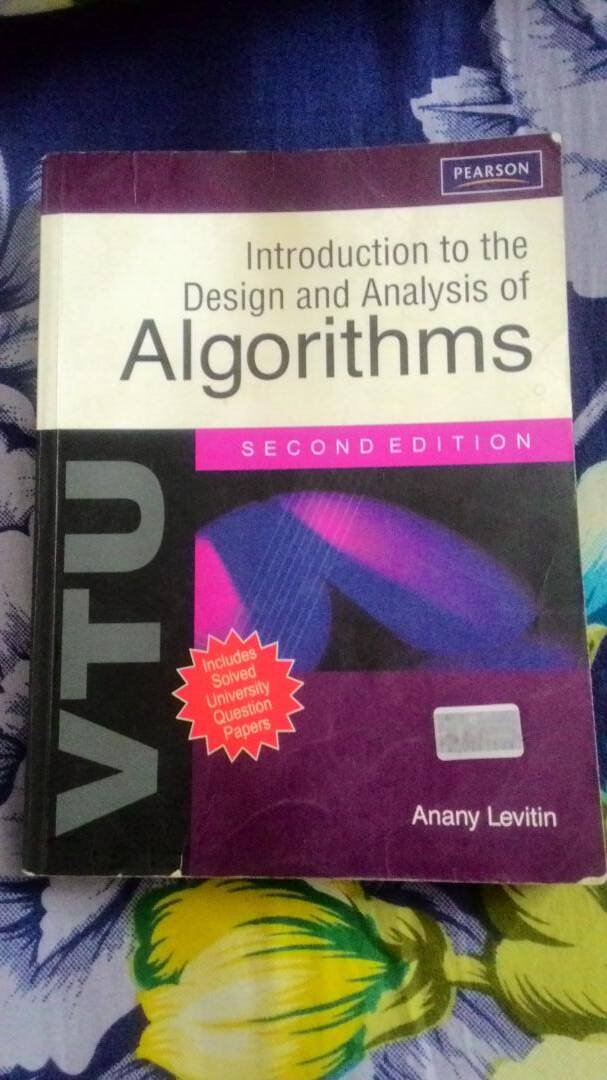 PEARSON
Introduction to the
Design and Analysis of
Algorithms
SECOND EDITION
VTU
Includes
Solved
University
Question
Papers
Anany Levitin